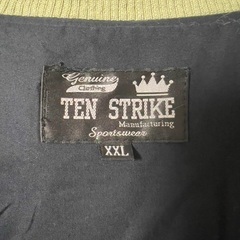 Genuine
Clothing
TEN STRIKE
Manufacturing
Sportswear
XXL